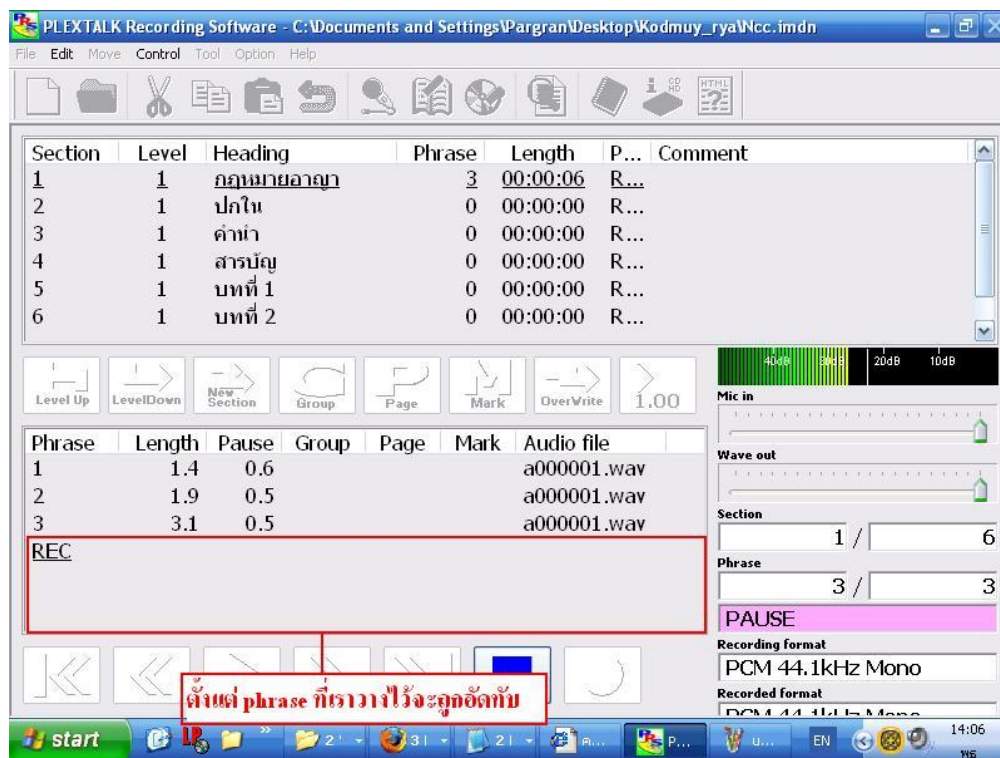 PLEXTALK Recording Software - C:\Documents and Settings\Pargran\Desktop\Kodmuy_rya\Ncc.imdn
File Edit Move Control Tool Option Help
Section Level Heading Phrase Length P... Comment
1 1 กฎหมายอาญา 3 00:00:06 R...
2 1 ปกใน 0 00:00:00 R...
3 1 คำนำ 0 00:00:00 R...
4 1 สารบัญ 0 00:00:00 R...
5 1 บทที่ 1 0 00:00:00 R...
6 1 บทที่ 2 0 00:00:00 R...
40dB 30dB 20dB 10dB
Level Up LevelDown New Section Group Page Mark OverWrite 1.00
Mic in
Wave out
Phrase Length Pause Group Page Mark Audio file
1 1.4 0.6 a000001.wav
2 1.9 0.5 a000001.wav
3 3.1 0.5 a000001.wav
REC
Section
1 / 6
Phrase
3 / 3
PAUSE
Recording format
PCM 44.1kHz Mono
Recorded format
PCM 44.1kHz Mono
ตั้งแต่ phrase ที่เราวางไว้จะถูกอัดทับ
start EN 14:06